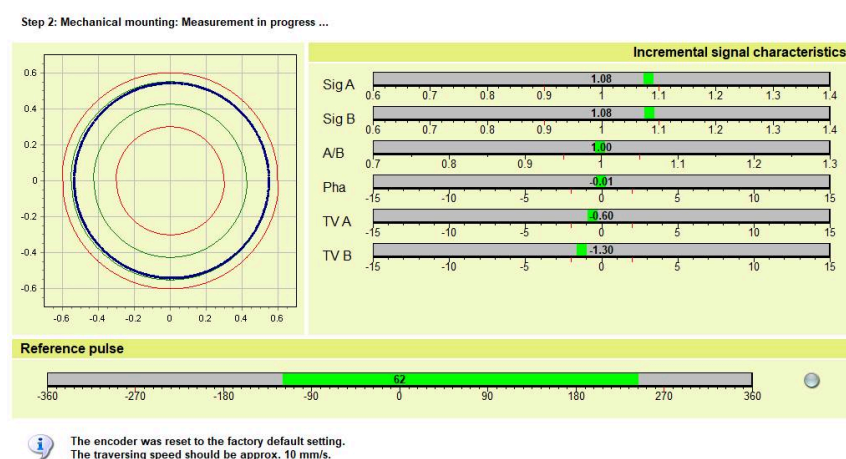 Step 2: Mechanical mounting: Measurement in progress ...
Incremental signal characteristics
0.6
0.4
0.2
0
-0.2
-0.4
-0.6
-0.6 -0.4 -0.2 0 0.2 0.4 0.6
Sig A 1.08
0.6 0.7 0.8 0.9 1 1.1 1.2 1.3 1.4
Sig B 1.08
0.6 0.7 0.8 0.9 1 1.1 1.2 1.3 1.4
A/B 1.00
0.7 0.8 0.9 1 1.1 1.2 1.3
Pha -0.01
-15 -10 -5 0 5 10 15
TV A -0.60
-15 -10 -5 0 5 10 15
TV B -1.30
-15 -10 -5 0 5 10 15
Reference pulse
62
-360 -270 -180 -90 0 90 180 270 360
The encoder was reset to the factory default setting.
The traversing speed should be approx. 10 mm/s.